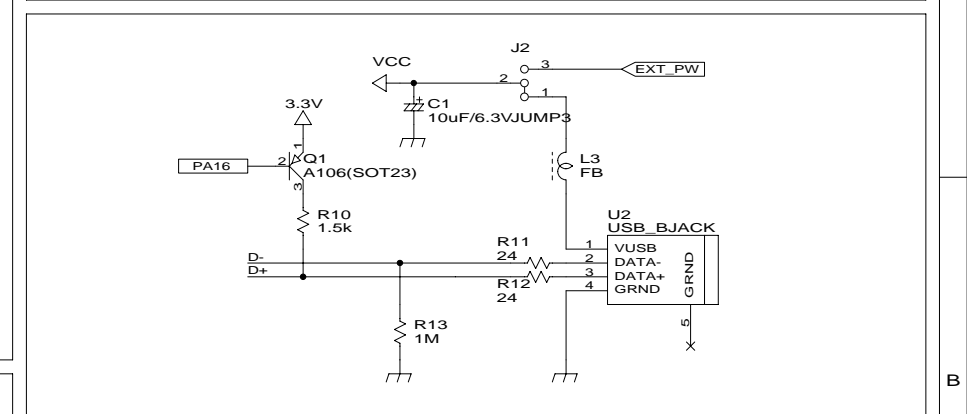 J2
VCC
3
EXT_PW
2
1
3.3V
+
C1
10uF/6.3VJUMP3
1
PA16
2
Q1
A106(SOT23)
3
L3
FB
R10
1.5k
U2
USB_BJACK
R11
24
D-
D+
1
2
3
4
VUSB
DATA-
DATA+
GRND
GRND
R12
24
5
R13
1M
B